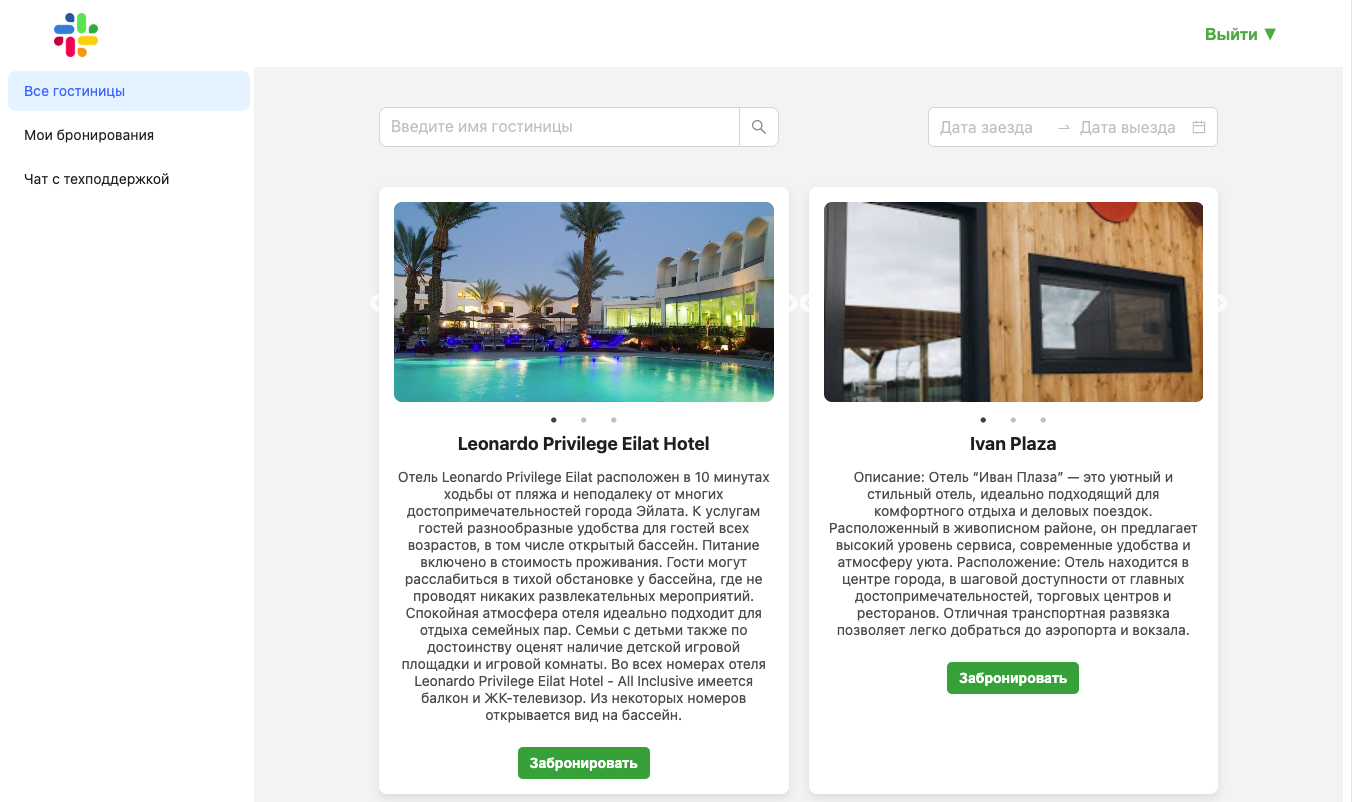 Выйти ▼
Все гостиницы
Мои бронирования
Чат с техподдержкой
Введите имя гостиницы
Дата заезда → Дата выезда
Leonardo Privilege Eilat Hotel
Отель Leonardo Privilege Eilat расположен в 10 минутах
ходьбы от пляжа и неподалеку от многих
достопримечательностей города Эйлата. К услугам
гостей разнообразные удобства для гостей всех
возрастов, в том числе открытый бассейн. Питание
включено в стоимость проживания. Гости могут
расслабиться в тихой обстановке у бассейна, где не
проводят никаких развлекательных мероприятий.
Спокойная атмосфера отеля идеально подходит для
отдыха семейных пар. Семьи с детьми также по
достоинству оценят наличие детской игровой
площадки и игровой комнаты. Во всех номерах отеля
Leonardo Privilege Eilat Hotel - All Inclusive имеется
балкон и ЖК-телевизор. Из некоторых номеров
открывается вид на бассейн.
Забронировать
Ivan Plaza
Описание: Отель “Иван Плаза” — это уютный и
стильный отель, идеально подходящий для
комфортного отдыха и деловых поездок.
Расположенный в живописном районе, он предлагает
высокий уровень сервиса, современные удобства и
атмосферу уюта. Расположение: Отель находится в
центре города, в шаговой доступности от главных
достопримечательностей, торговых центров и
ресторанов. Отличная транспортная развязка
позволяет легко добраться до аэропорта и вокзала.
Забронировать